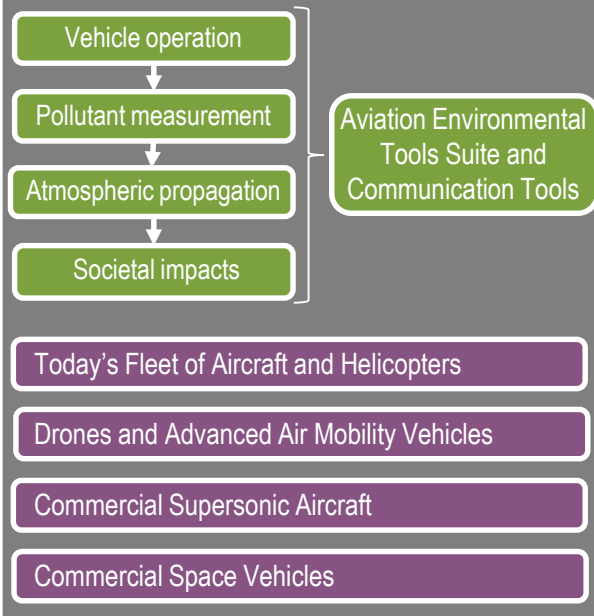 Vehicle operation
Pollutant measurement
Atmospheric propagation
Societal impacts
Aviation Environmental
Tools Suite and
Communication Tools
Today's Fleet of Aircraft and Helicopters
Drones and Advanced Air Mobility Vehicles
Commercial Supersonic Aircraft
Commercial Space Vehicles